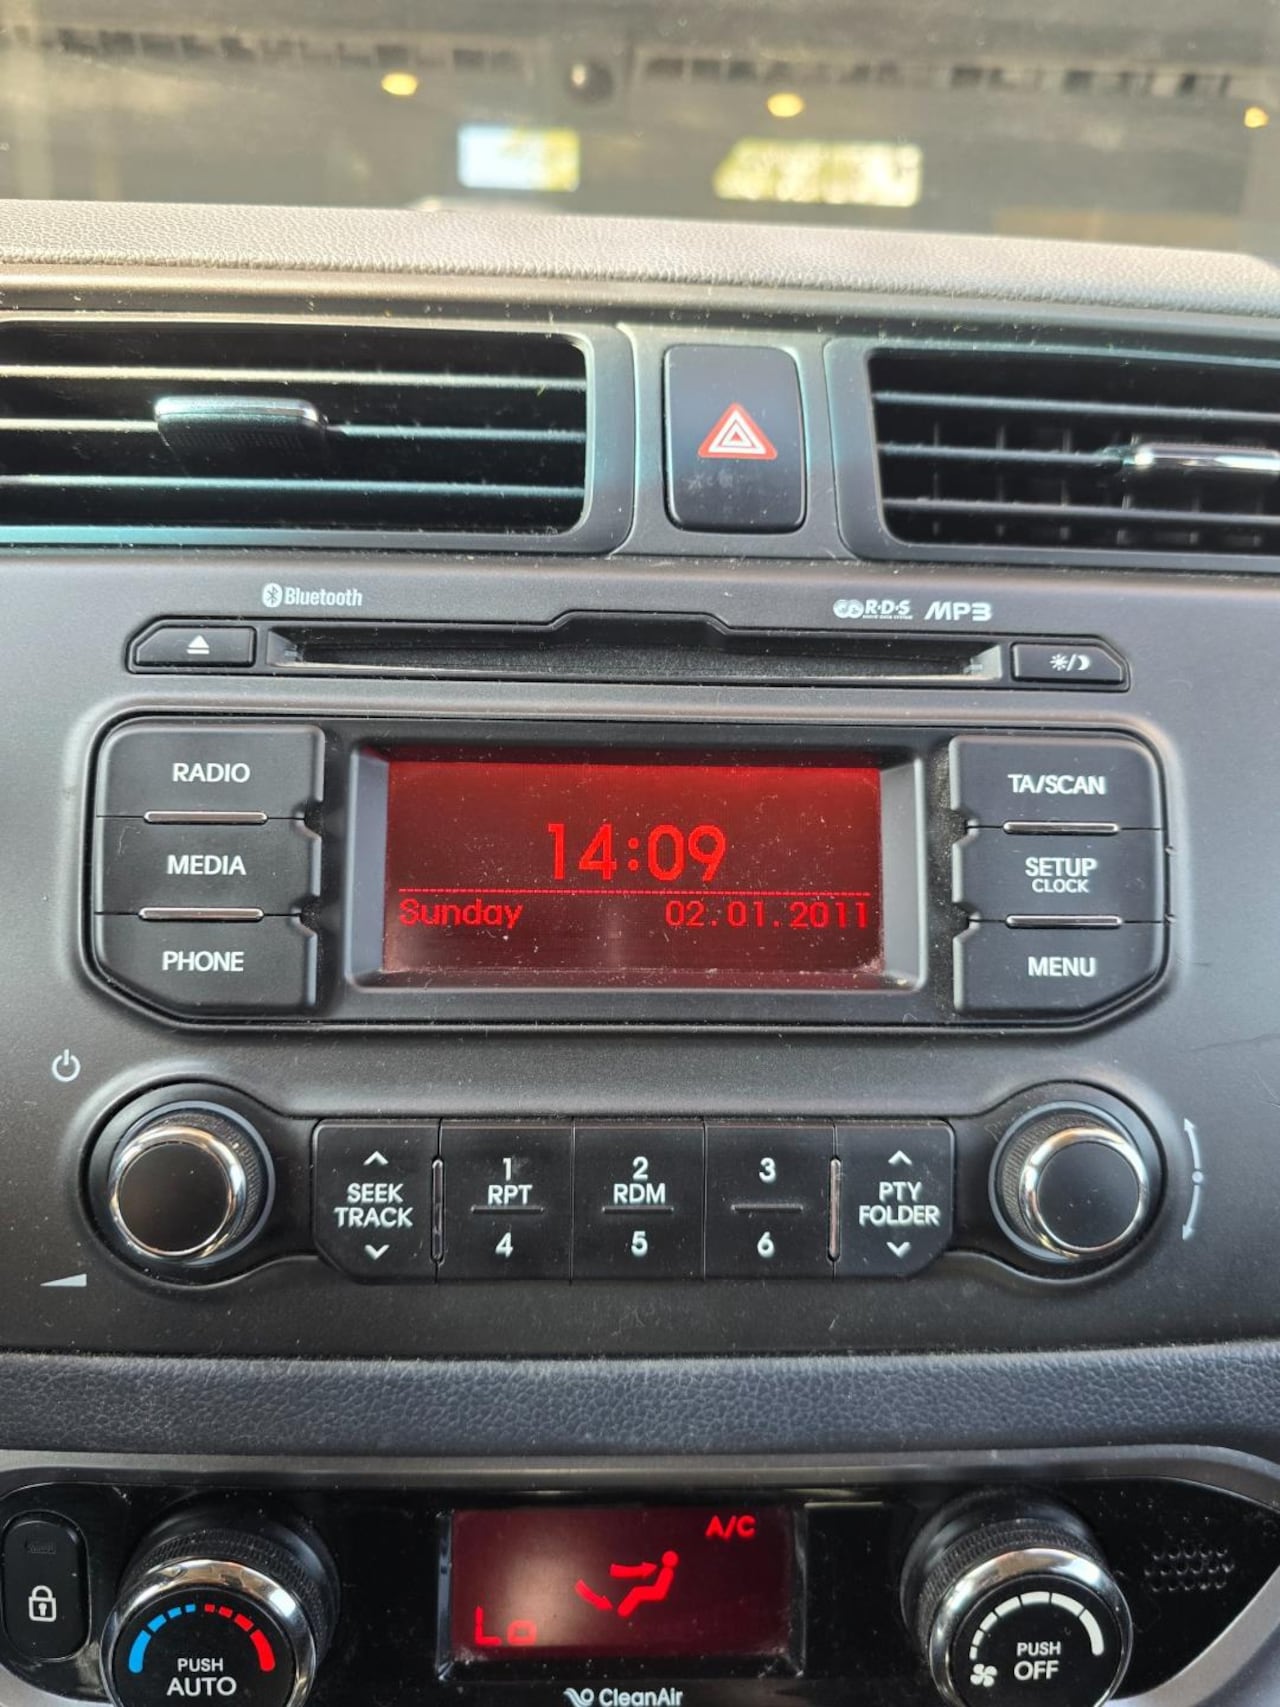 Bluetooth
R·D·S MP3
RADIO
TA/SCAN
MEDIA
SETUP
CLOCK
PHONE
MENU
14:09
Sunday 02.01.2011
SEEK
TRACK
1
RPT
4
2
RDM
5
3
6
PTY
FOLDER
A/C
Lo
PUSH
AUTO
PUSH
OFF
CleanAir